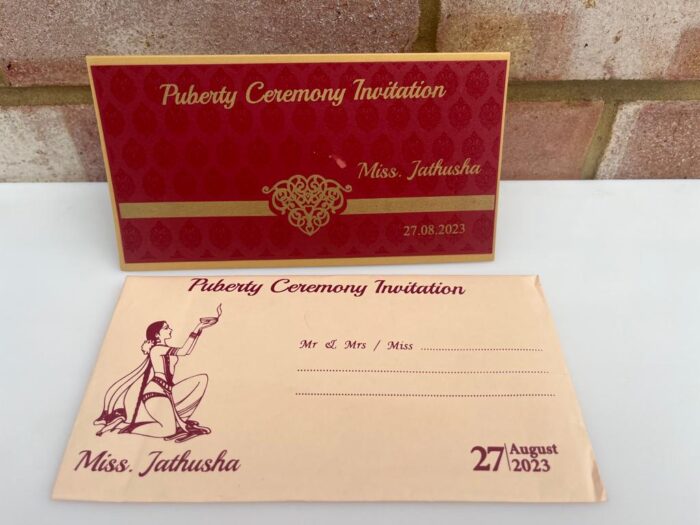 Puberty Ceremony Invitation
Miss. Jathusha
27.08.2023
Puberty Ceremony Invitation
Mr & Mrs / Miss ................................
................................................................
................................................................
Miss. Jathusha
27 August
2023